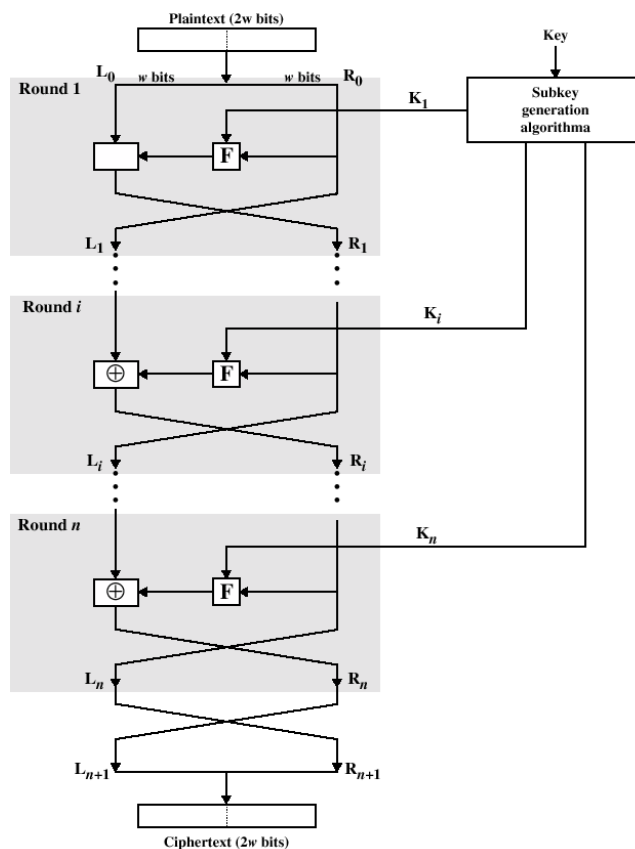 Plaintext (2w bits)
Key
L0 w bits w bits R0
Round 1
K1
Subkey
generation
algorithma
F
L1 R1
Round i
Ki
⊕ F
Li Ri
Round n
Kn
⊕ F
Ln Rn
Ln+1 Rn+1
Ciphertext (2w bits)